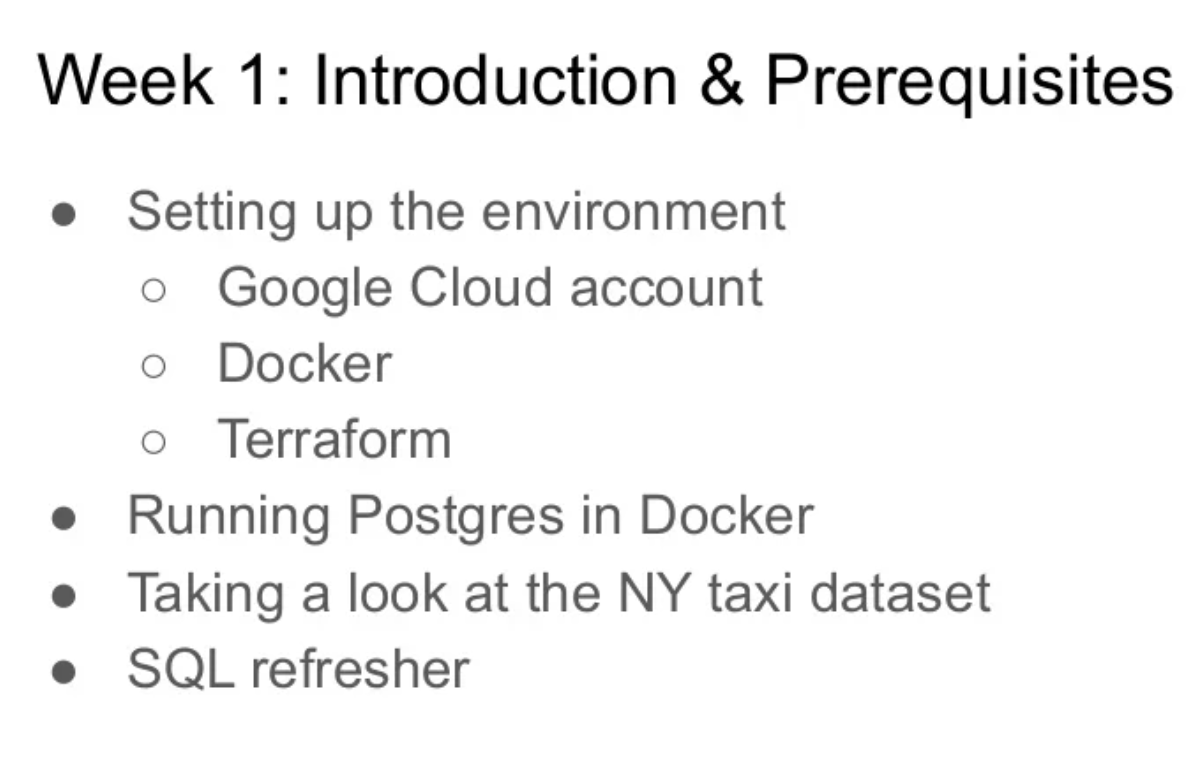 Week 1: Introduction & Prerequisites
● Setting up the environment
○ Google Cloud account
○ Docker
○ Terraform
● Running Postgres in Docker
● Taking a look at the NY taxi dataset
● SQL refresher